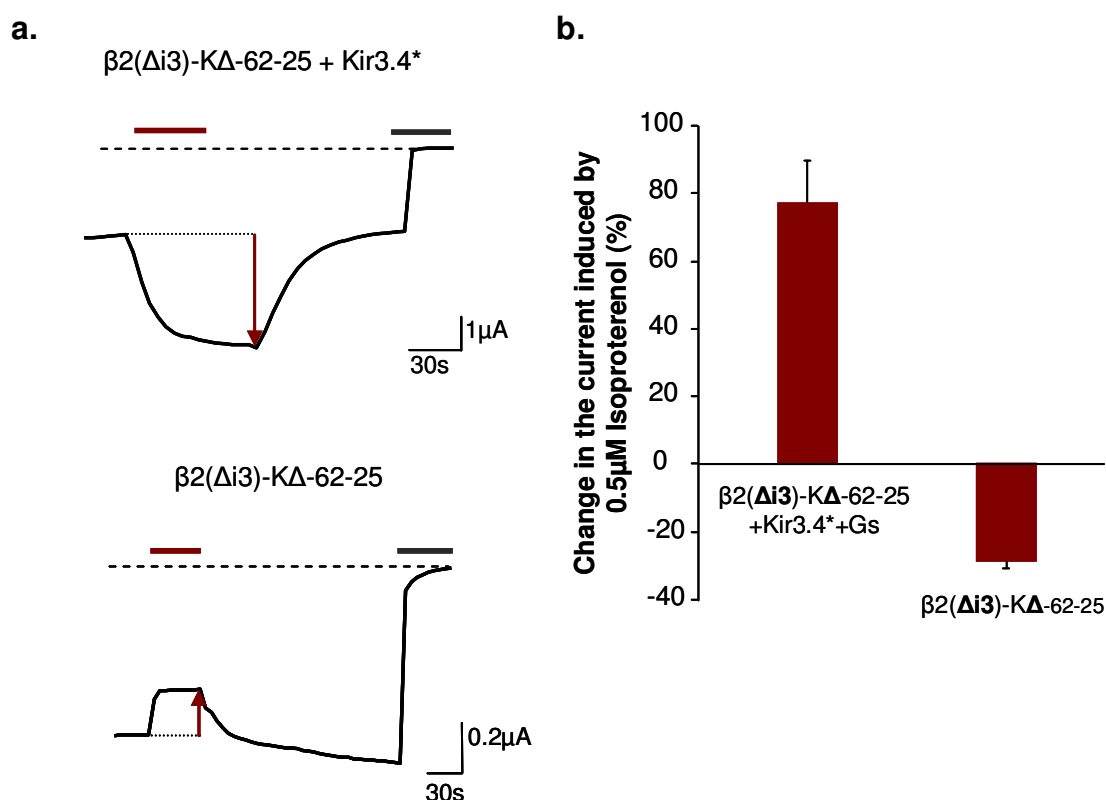 a.
β2(Δi3)-KΔ-62-25 + Kir3.4*
1µA
30s
β2(Δi3)-KΔ-62-25
0.2µA
30s
b.
Change in the current induced by
0.5µM Isoproterenol (%)
100
80
60
40
20
0
-20
-40
β2(Δi3)-KΔ-62-25
+Kir3.4*+Gs
β2(Δi3)-KΔ-62-25